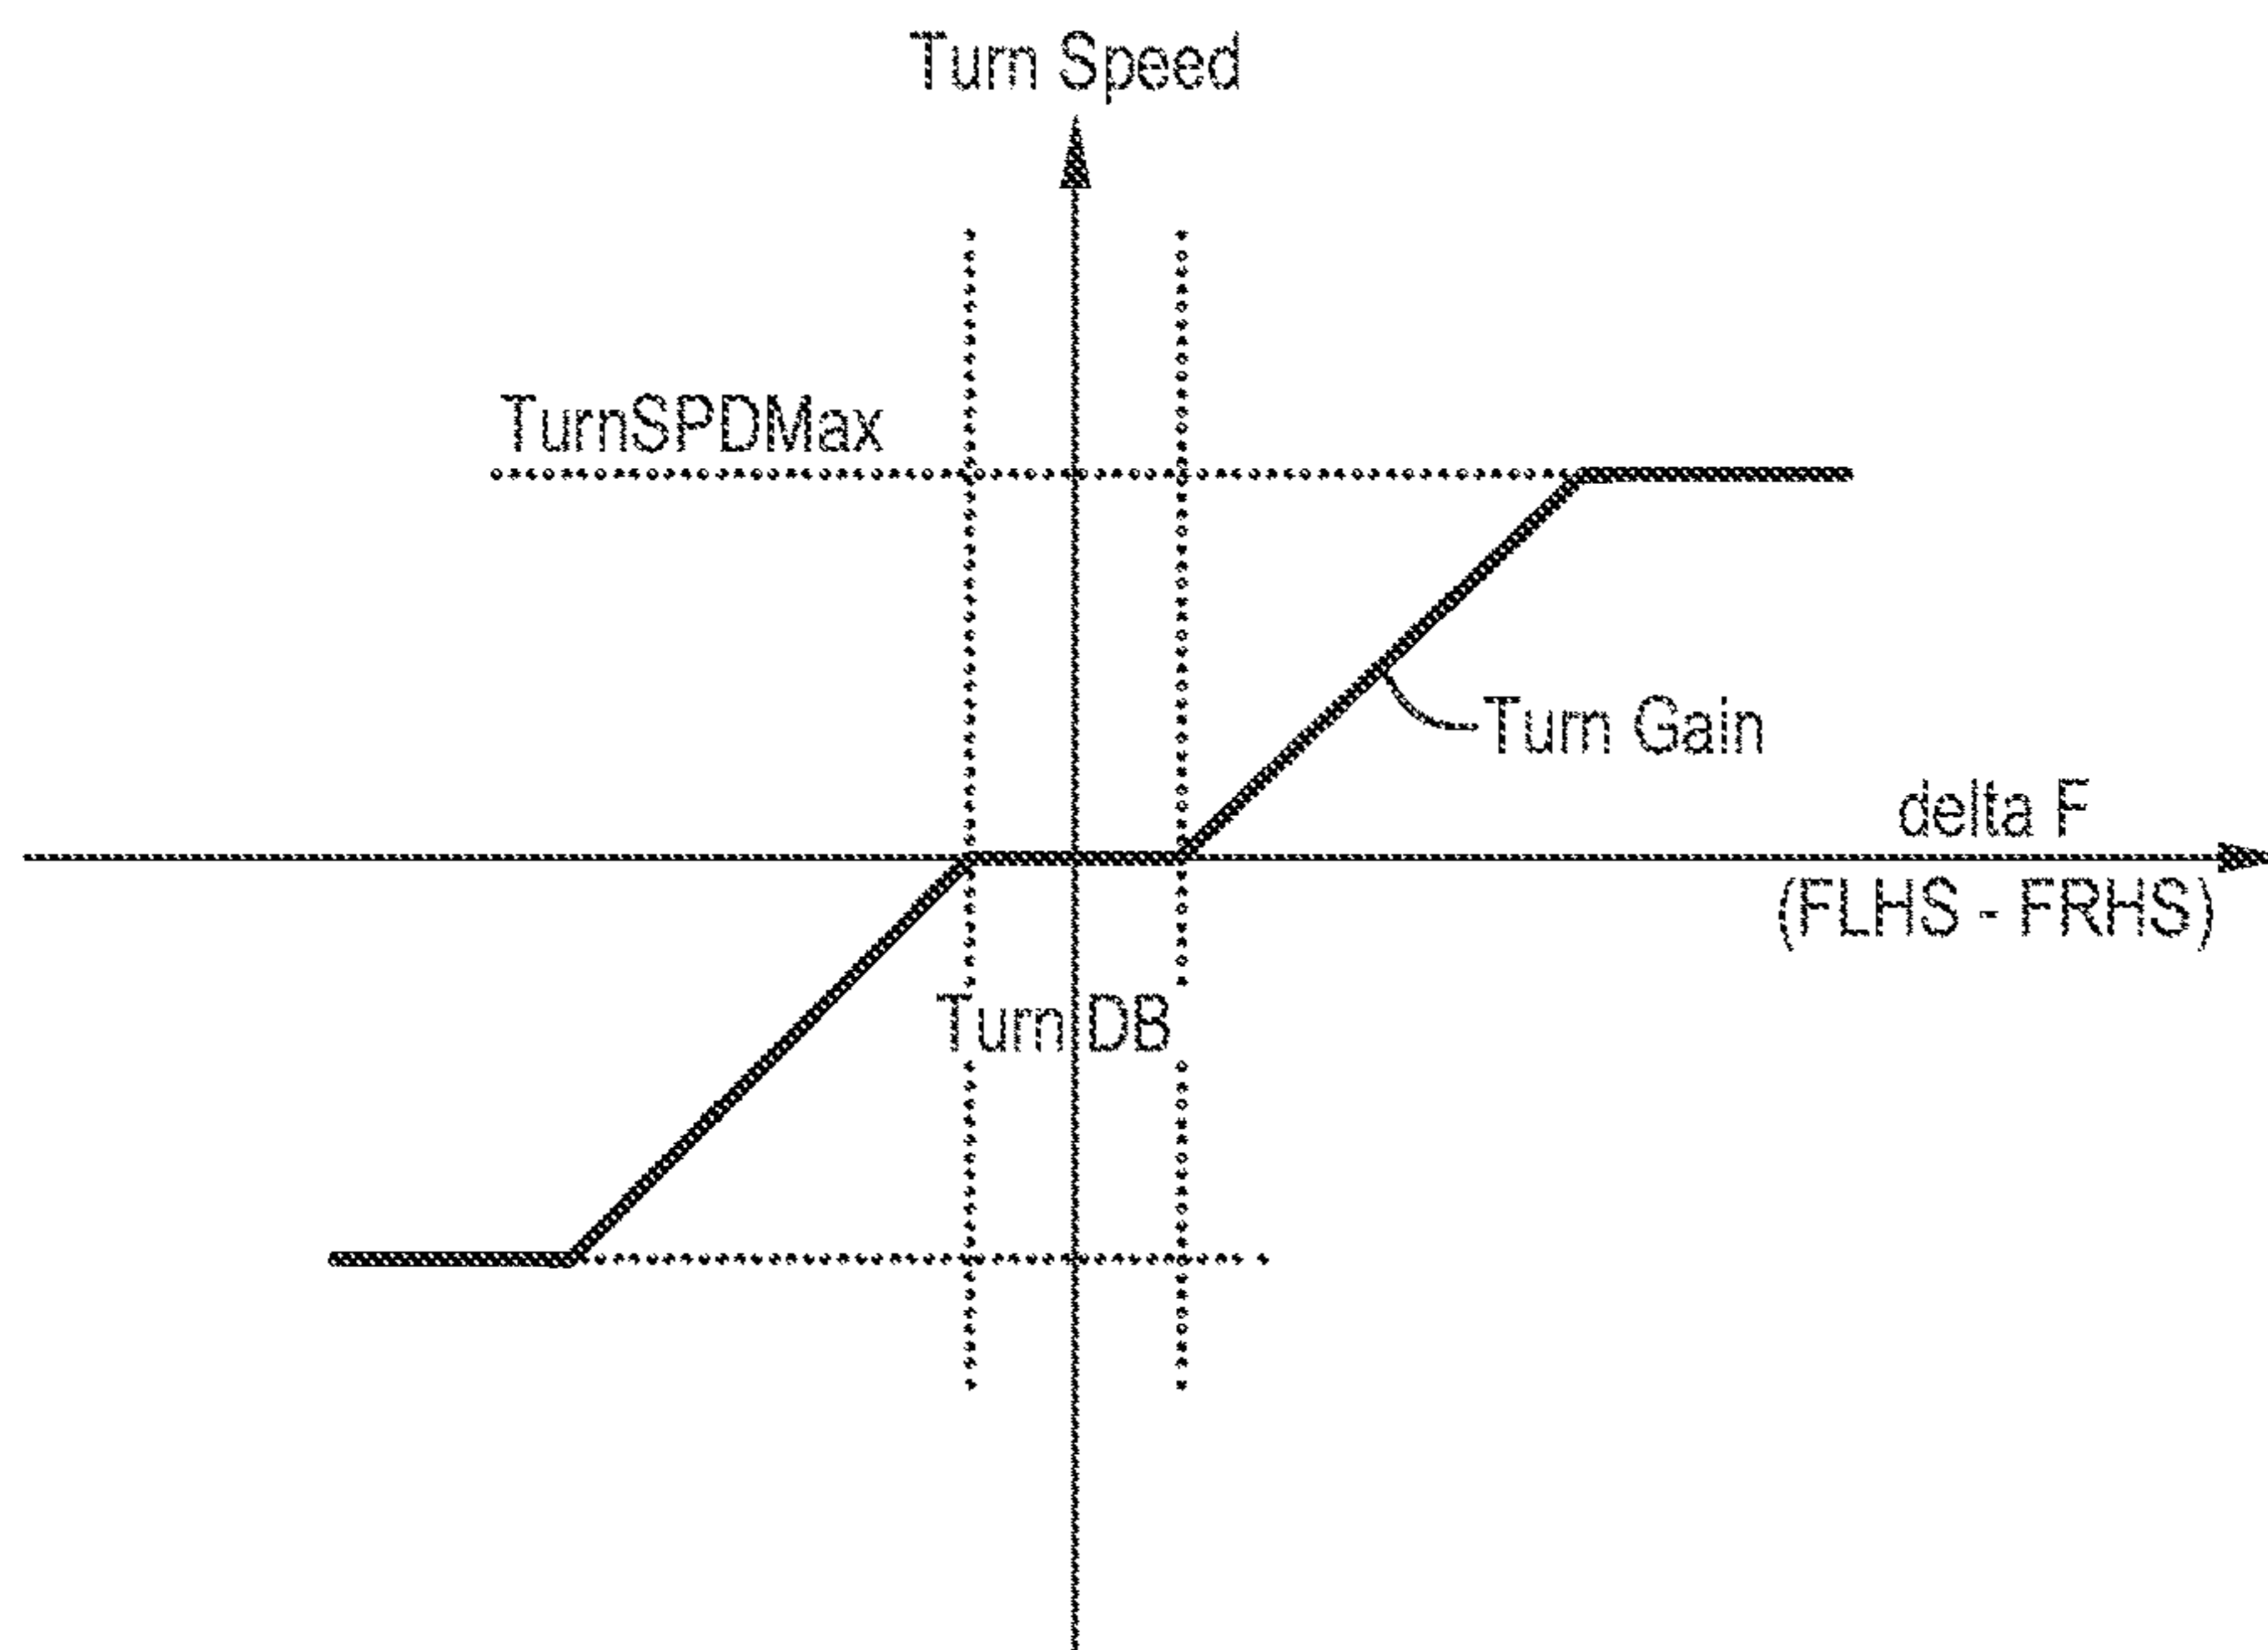 Turn Speed
TurnSPDMax
Turn Gain
delta F
(FLHS - FRHS)
Turn DB